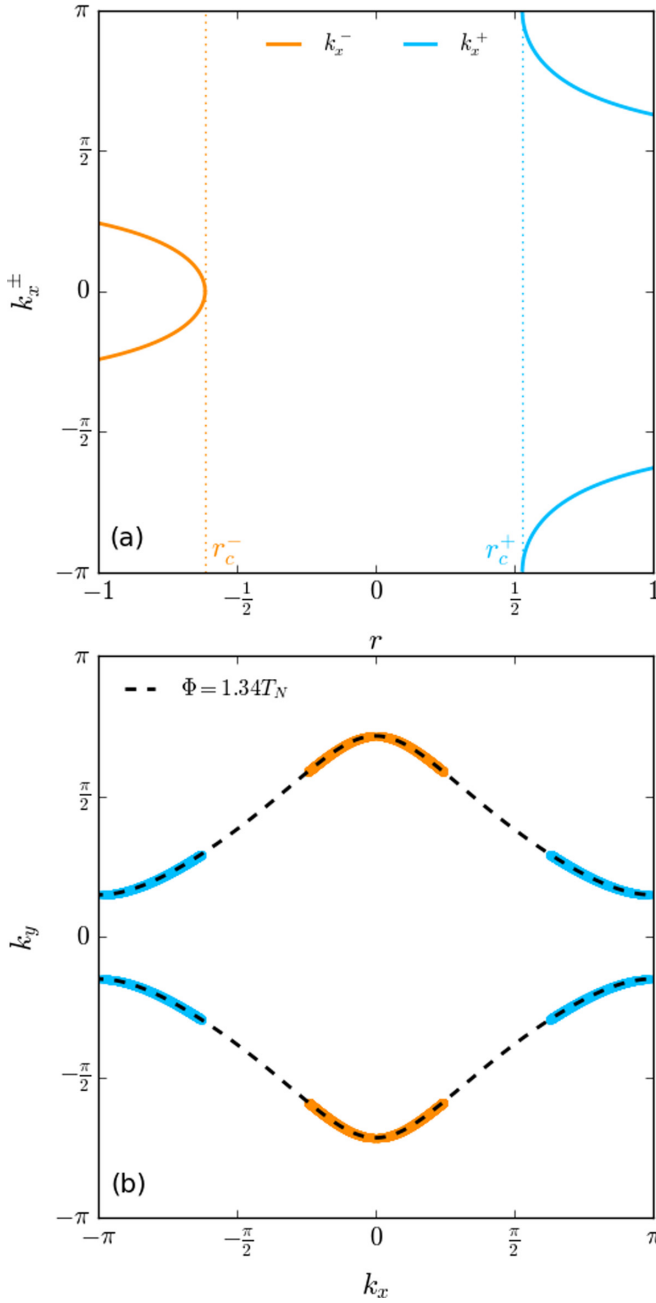 π
k_x^-   k_x^+
π/2
k_x^±
0
−π/2
(a)
r_c^-   r_c^+
−π
−1   −1/2   0   1/2   1
r
π
Φ = 1.34T_N
π/2
k_y
0
−π/2
(b)
−π
−π   −π/2   0   π/2   π
k_x